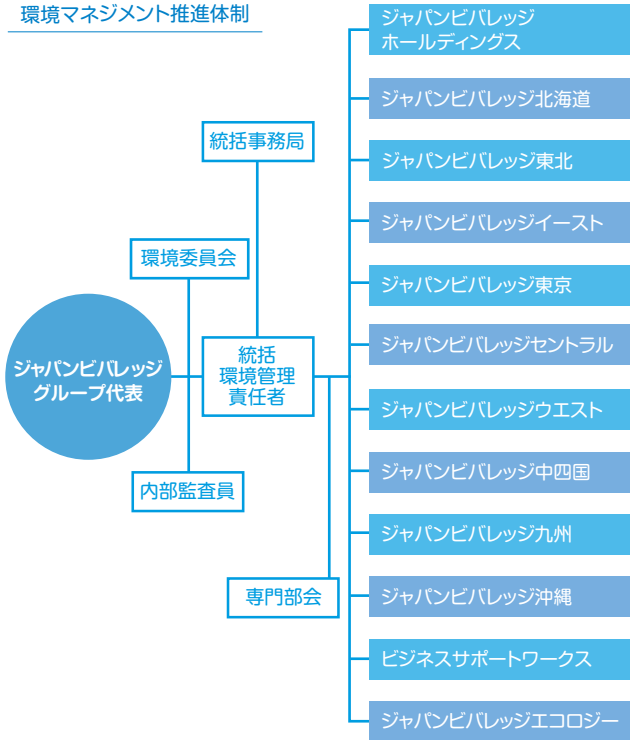 環境マネジメント推進体制
ジャパンビバレッジ
グループ代表
環境委員会
内部監査員
統括事務局
統括
環境管理
責任者
専門部会
ジャパンビバレッジ
ホールディングス
ジャパンビバレッジ北海道
ジャパンビバレッジ東北
ジャパンビバレッジイースト
ジャパンビバレッジ東京
ジャパンビバレッジセントラル
ジャパンビバレッジウエスト
ジャパンビバレッジ中四国
ジャパンビバレッジ九州
ジャパンビバレッジ沖縄
ビジネスサポートワークス
ジャパンビバレッジエコロジー